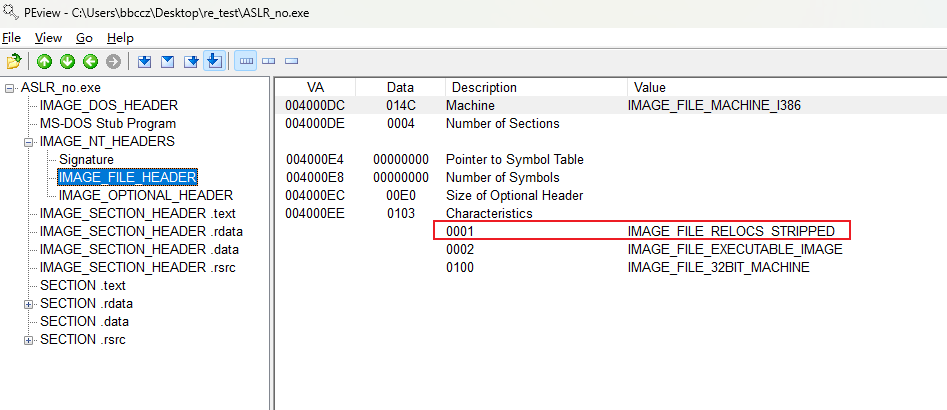 PEview - C:\Users\bbccz\Desktop\re_test\ASLR_no.exe
File View Go Help
ASLR_no.exe
IMAGE_DOS_HEADER
MS-DOS Stub Program
IMAGE_NT_HEADERS
Signature
IMAGE_FILE_HEADER
IMAGE_OPTIONAL_HEADER
IMAGE_SECTION_HEADER .text
IMAGE_SECTION_HEADER .rdata
IMAGE_SECTION_HEADER .data
IMAGE_SECTION_HEADER .rsrc
SECTION .text
SECTION .rdata
SECTION .data
SECTION .rsrc
VA Data Description Value
004000DC 014C Machine IMAGE_FILE_MACHINE_I386
004000DE 0004 Number of Sections
004000E4 00000000 Pointer to Symbol Table
004000E8 00000000 Number of Symbols
004000EC 00E0 Size of Optional Header
004000EE 0103 Characteristics
0001 IMAGE_FILE_RELOCS_STRIPPED
0002 IMAGE_FILE_EXECUTABLE_IMAGE
0100 IMAGE_FILE_32BIT_MACHINE